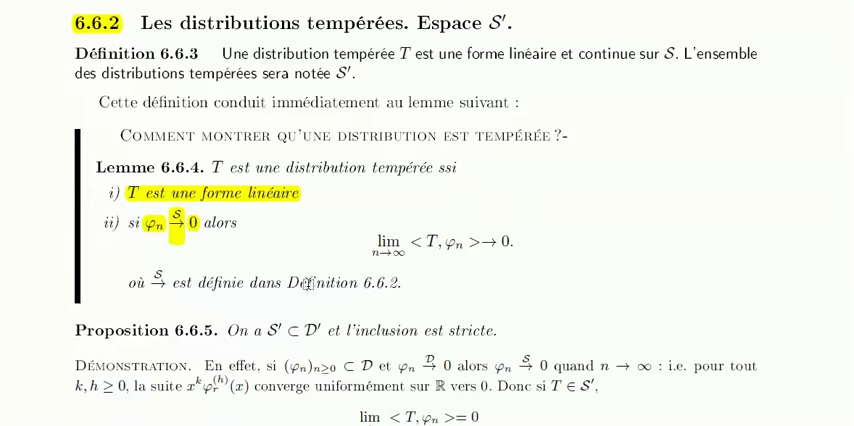 6.6.2 Les distributions tempérées. Espace 𝒮′.
Définition 6.6.3 Une distribution tempérée T est une forme linéaire et continue sur 𝒮. L'ensemble
des distributions tempérées sera notée 𝒮′.
Cette définition conduit immédiatement au lemme suivant :
COMMENT MONTRER QU'UNE DISTRIBUTION EST TEMPÉRÉE ?-
Lemme 6.6.4. T est une distribution tempérée ssi
i) T est une forme linéaire
ii) si φₙ →^𝒮 0 alors
lim_{n→∞} < T, φₙ >→ 0.
où →^𝒮 est définie dans Définition 6.6.2.
Proposition 6.6.5. On a 𝒮′ ⊂ 𝒟′ et l'inclusion est stricte.
DÉMONSTRATION. En effet, si (φₙ)ₙ≥₀ ⊂ 𝒟 et φₙ →^𝒟 0 alors φₙ →^𝒮 0 quand n → ∞ : i.e. pour tout
k, h ≥ 0, la suite x^k φ_r^{(h)}(x) converge uniformément sur ℝ vers 0. Donc si T ∈ 𝒮′,
lim < T, φₙ >= 0